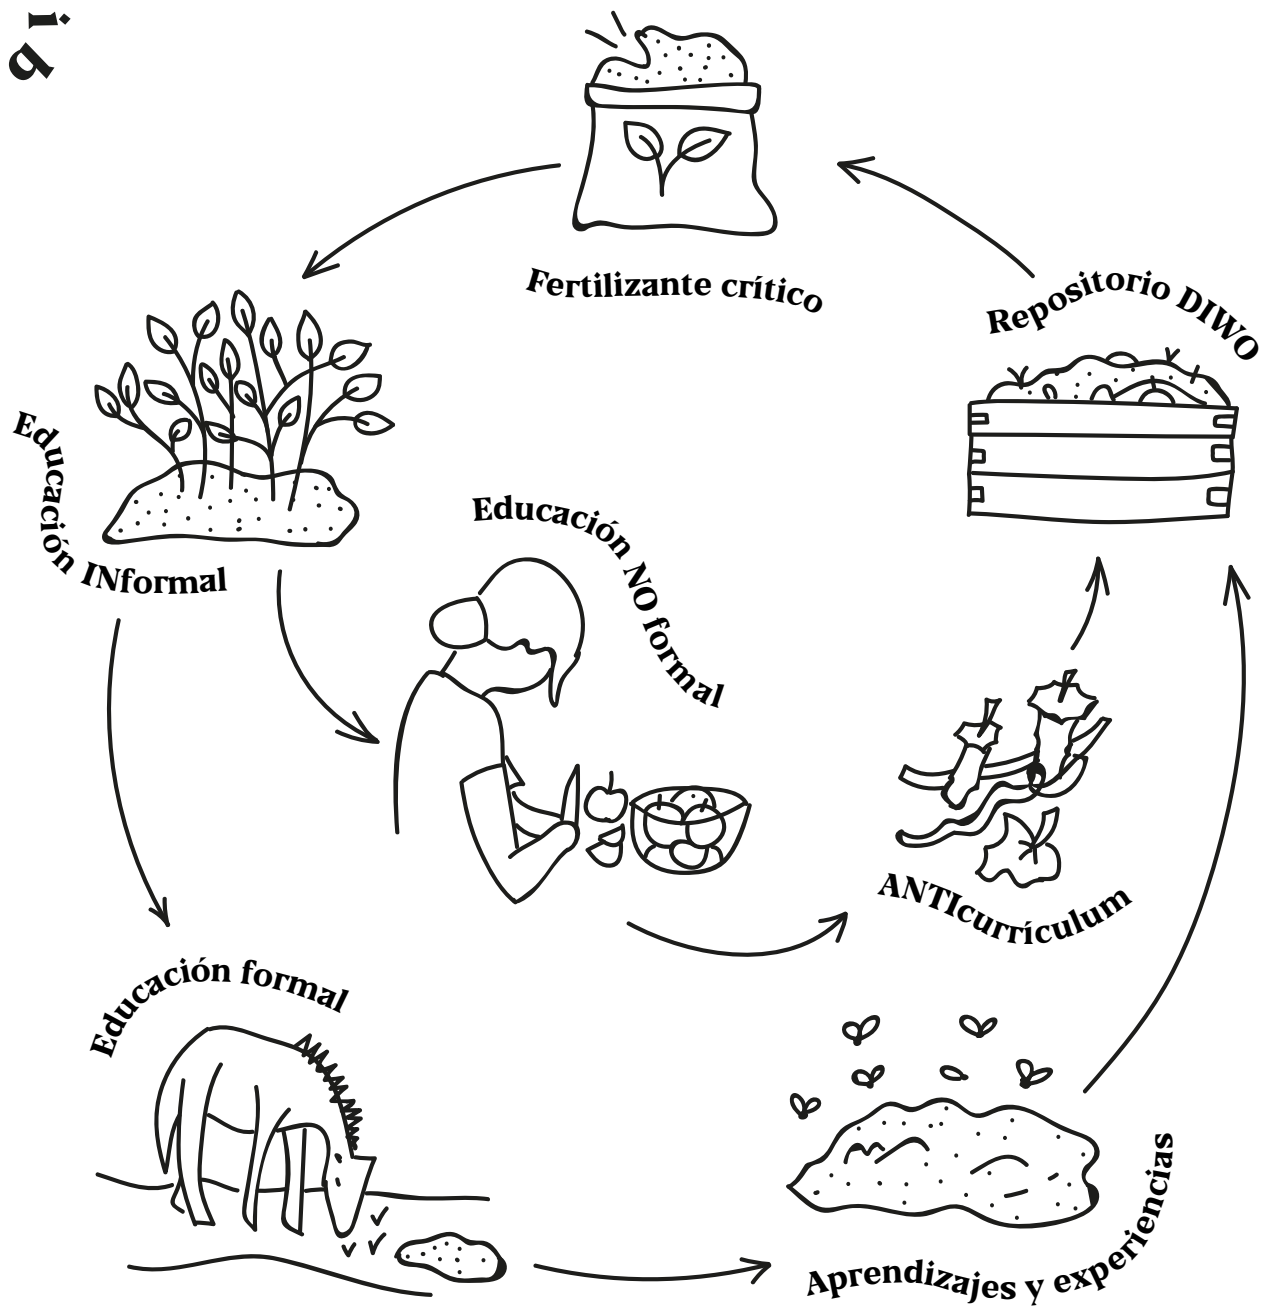 Fertilizante crítico
Repositorio DIWO
Educación INformal
Educación NO formal
ANTIcurrículum
Educación formal
Aprendizajes y experiencias